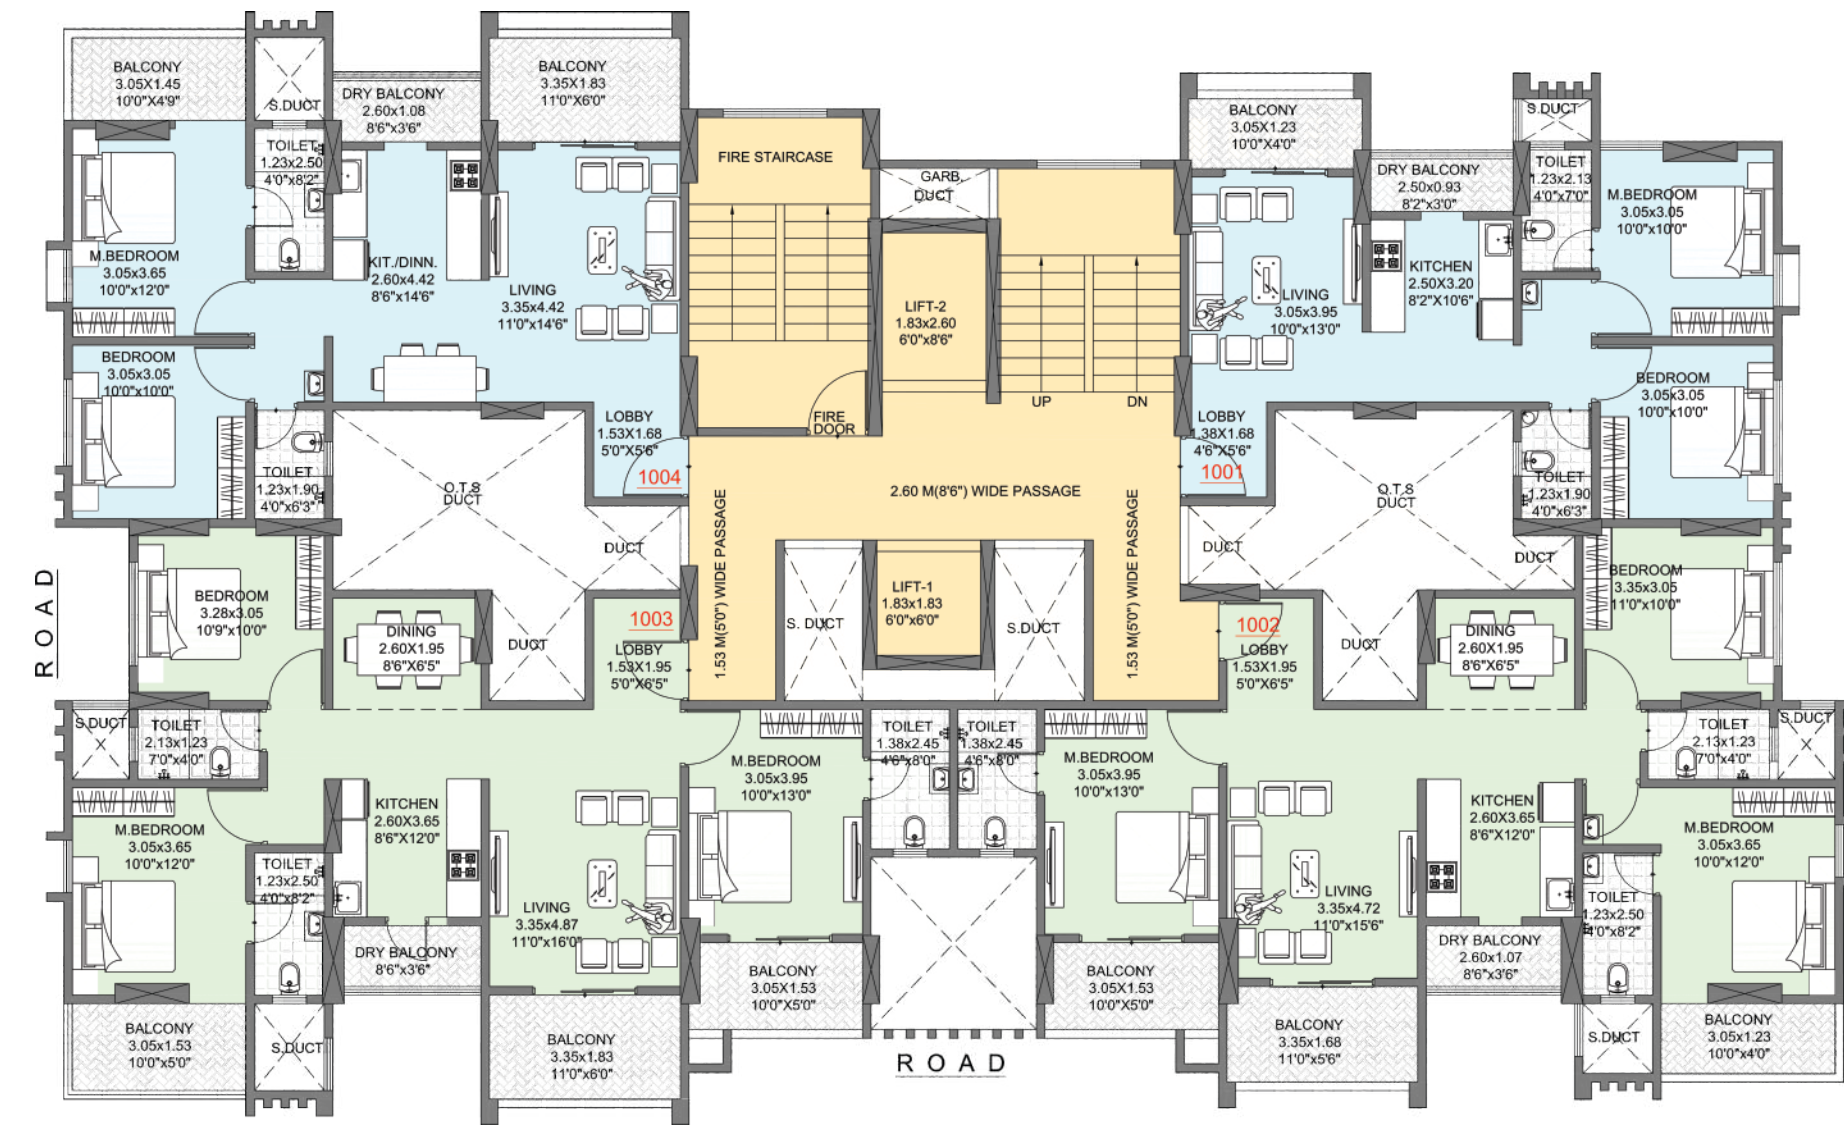 BALCONY
3.05X1.45
10'0"X4'9"
S.DUCT
DRY BALCONY
2.60x1.08
8'6"x3'6"
BALCONY
3.35X1.83
11'0"X6'0"
TOILET
1.23x2.50
4'0"x8'2"
M.BEDROOM
3.05x3.65
10'0"x12'0"
KIT./DINN.
2.60x4.42
8'6"x14'6"
LIVING
3.35x4.42
11'0"x14'6"
BEDROOM
3.05x3.05
10'0"x10'0"
TOILET
1.23x1.90
4'0"x6'3"
LOBBY
1.53X1.68
5'0"X5'6"
1004
O.T.S
DUCT
DUCT
FIRE STAIRCASE
FIRE
DOOR
GARB.
DUCT
LIFT-2
1.83x2.60
6'0"x8'6"
UP
DN
2.60 M(8'6") WIDE PASSAGE
1.53 M(5'0") WIDE PASSAGE
1.53 M(5'0") WIDE PASSAGE
LIFT-1
1.83x1.83
6'0"x6'0"
S. DUCT
S.DUCT
BALCONY
3.05X1.23
10'0"X4'0"
DRY BALCONY
2.50x0.93
8'2"x3'0"
S.DUCT
TOILET
1.23x2.13
4'0"x7'0"
M.BEDROOM
3.05x3.05
10'0"x10'0"
KITCHEN
2.50X3.20
8'2"X10'6"
LIVING
3.05x3.95
10'0"x13'0"
BEDROOM
3.05x3.05
10'0"x10'0"
LOBBY
1.38X1.68
4'6"X5'6"
1001
TOILET
1.23x1.90
4'0"x6'3"
O.T.S
DUCT
DUCT
DUCT
ROAD
BEDROOM
3.28x3.05
10'9"x10'0"
DINING
2.60X1.95
8'6"X6'5"
DUCT
1003
LOBBY
1.53X1.95
5'0"X6'5"
S.DUCT
TOILET
2.13x1.23
7'0"x4'0"
M.BEDROOM
3.05x3.65
10'0"x12'0"
TOILET
1.23x2.50
4'0"x8'2"
KITCHEN
2.60X3.65
8'6"X12'0"
LIVING
3.35x4.87
11'0"x16'0"
DRY BALCONY
8'6"x3'6"
BALCONY
3.05x1.53
10'0"x5'0"
S.DUCT
BALCONY
3.35X1.83
11'0"X6'0"
M.BEDROOM
3.05x3.95
10'0"x13'0"
TOILET
1.38x2.45
4'6"x8'0"
BALCONY
3.05X1.53
10'0"X5'0"
TOILET
1.38x2.45
4'6"x8'0"
M.BEDROOM
3.05x3.95
10'0"x13'0"
BALCONY
3.05X1.53
10'0"X5'0"
ROAD
1002
LOBBY
1.53X1.95
5'0"X6'5"
DUCT
DINING
2.60X1.95
8'6"X6'5"
BEDROOM
3.35x3.05
11'0"x10'0"
TOILET
2.13x1.23
7'0"x4'0"
S.DUCT
KITCHEN
2.60X3.65
8'6"X12'0"
LIVING
3.35x4.72
11'0"x15'6"
M.BEDROOM
3.05x3.65
10'0"x12'0"
TOILET
1.23x2.50
4'0"x8'2"
DRY BALCONY
2.60x1.07
8'6"x3'6"
BALCONY
3.35X1.68
11'0"X5'6"
S.DUCT
BALCONY
3.05x1.23
10'0"x4'0"